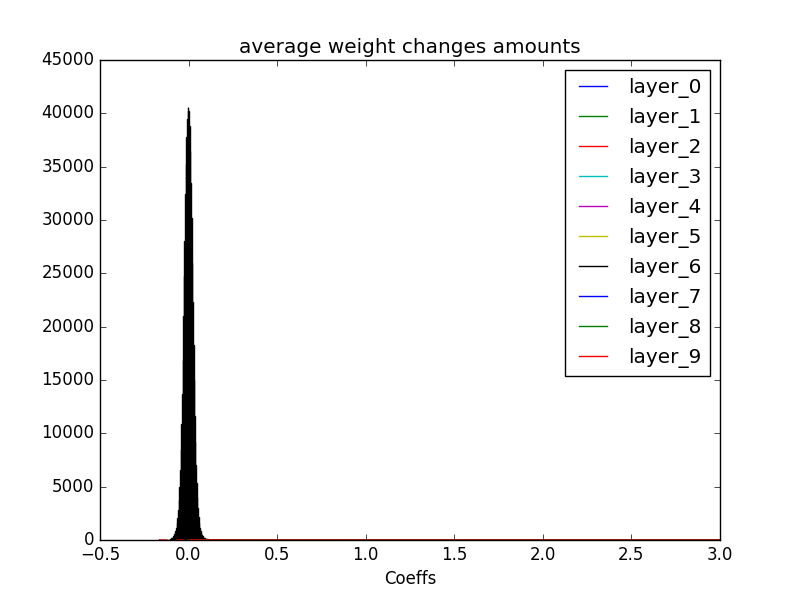 average weight changes amounts
45000
40000
35000
30000
25000
20000
15000
10000
5000
0
−0.5
0.0
0.5
1.0
1.5
2.0
2.5
3.0
Coeffs
layer_0
layer_1
layer_2
layer_3
layer_4
layer_5
layer_6
layer_7
layer_8
layer_9